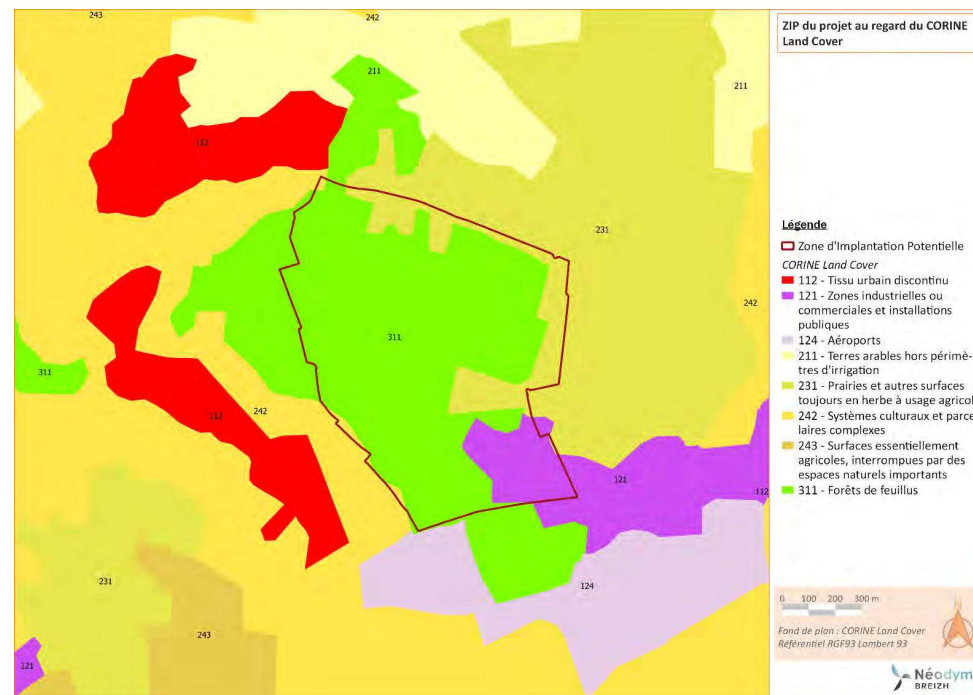 ZIP du projet au regard du CORINE
Land Cover
243
242
211
211
112
231
242
311
311
112
242
121
112
231
124
243
121
Légende
Zone d'Implantation Potentielle
CORINE Land Cover
112 - Tissu urbain discontinu
121 - Zones industrielles ou
commerciales et installations
publiques
124 - Aéroports
211 - Terres arables hors périmè-
tres d'irrigation
231 - Prairies et autres surfaces
toujours en herbe à usage agricol
242 - Systèmes culturaux et parce
laires complexes
243 - Surfaces essentiellement
agricoles, interrompues par des
espaces naturels importants
311 - Forêts de feuillus
0 100 200 300 m
Fond de plan : CORINE Land Cover
Référentiel RGF93 Lambert 93
Néodym
BREIZH